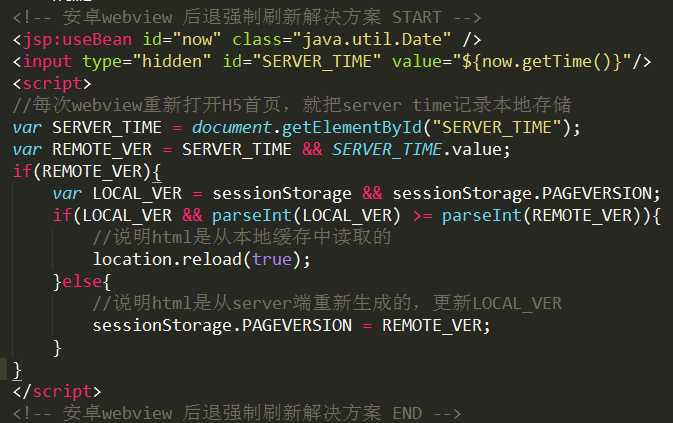 <!-- 安卓webview 后退强制刷新解决方案 START -->
<jsp:useBean id="now" class="java.util.Date" />
<input type="hidden" id="SERVER_TIME" value="${now.getTime()}"/>
<script>
//每次webview重新打开H5首页，就把server time记录本地存储
var SERVER_TIME = document.getElementById("SERVER_TIME");
var REMOTE_VER = SERVER_TIME && SERVER_TIME.value;
if(REMOTE_VER){
    var LOCAL_VER = sessionStorage && sessionStorage.PAGEVERSION;
    if(LOCAL_VER && parseInt(LOCAL_VER) >= parseInt(REMOTE_VER)){
        //说明html是从本地缓存中读取的
        location.reload(true);
    }else{
        //说明html是从server端重新生成的，更新LOCAL_VER
        sessionStorage.PAGEVERSION = REMOTE_VER;
    }
}
</script>
<!-- 安卓webview 后退强制刷新解决方案 END -->